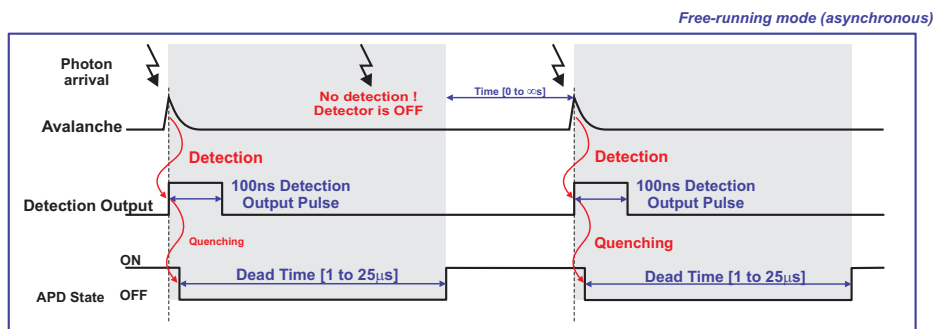 Free-running mode (asynchronous)
Photon
arrival
No detection !
Detector is OFF
Time [0 to ∞s]
Avalanche
Detection
Detection
100ns Detection
Output Pulse
100ns Detection
Output Pulse
Detection Output
Quenching
Quenching
ON
Dead Time [1 to 25µs]
Dead Time [1 to 25µs]
APD State
OFF